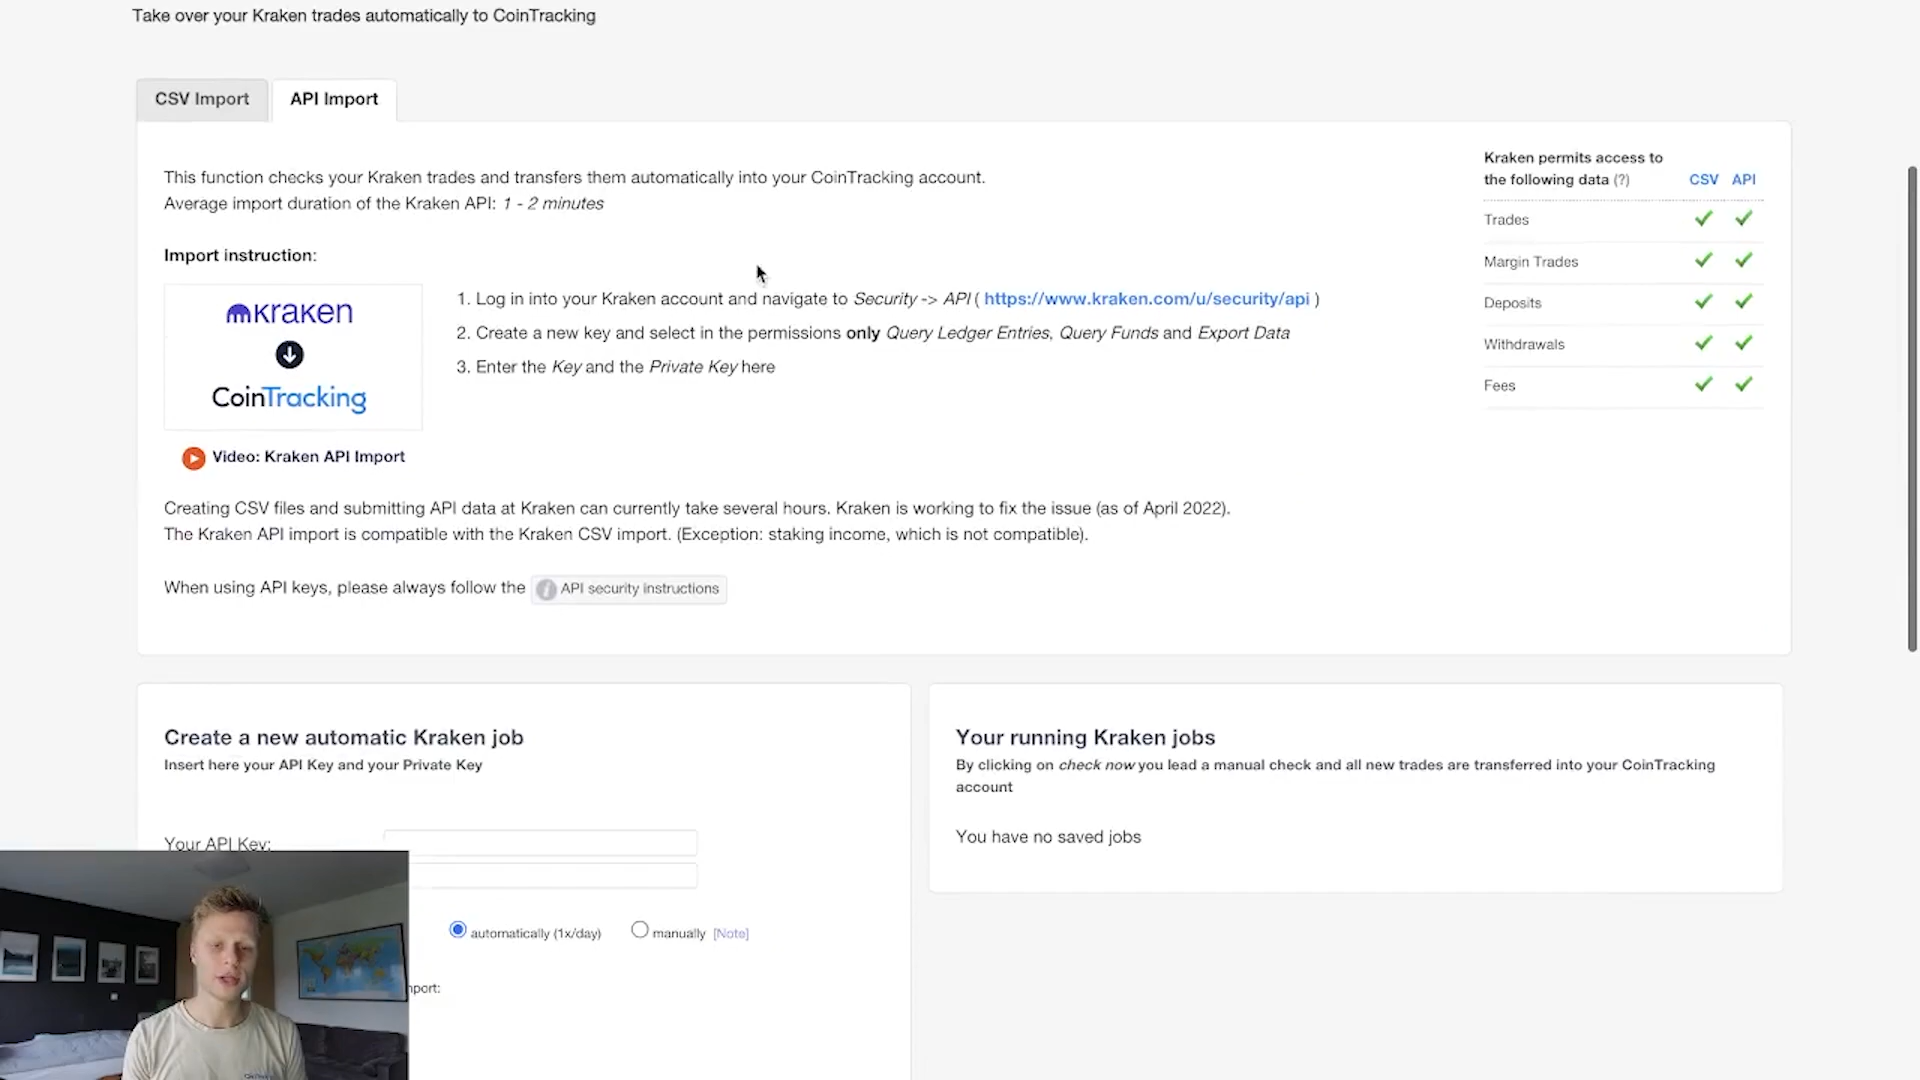 Take over your Kraken trades automatically to CoinTracking
CSV Import
API Import
This function checks your Kraken trades and transfers them automatically into your CoinTracking account.
Average import duration of the Kraken API: 1 - 2 minutes
Import instruction:
kraken
CoinTracking
1. Log in into your Kraken account and navigate to Security -> API ( https://www.kraken.com/u/security/api )
2. Create a new key and select in the permissions only Query Ledger Entries, Query Funds and Export Data
3. Enter the Key and the Private Key here
Video: Kraken API Import
Creating CSV files and submitting API data at Kraken can currently take several hours. Kraken is working to fix the issue (as of April 2022).
The Kraken API import is compatible with the Kraken CSV import. (Exception: staking income, which is not compatible).
When using API keys, please always follow the API security instructions
Kraken permits access to
the following data (?) CSV API
Trades
Margin Trades
Deposits
Withdrawals
Fees
Create a new automatic Kraken job
Insert here your API Key and your Private Key
Your API Key:
automatically (1x/day) manually [Note]
port:
Your running Kraken jobs
By clicking on check now you lead a manual check and all new trades are transferred into your CoinTracking
account
You have no saved jobs